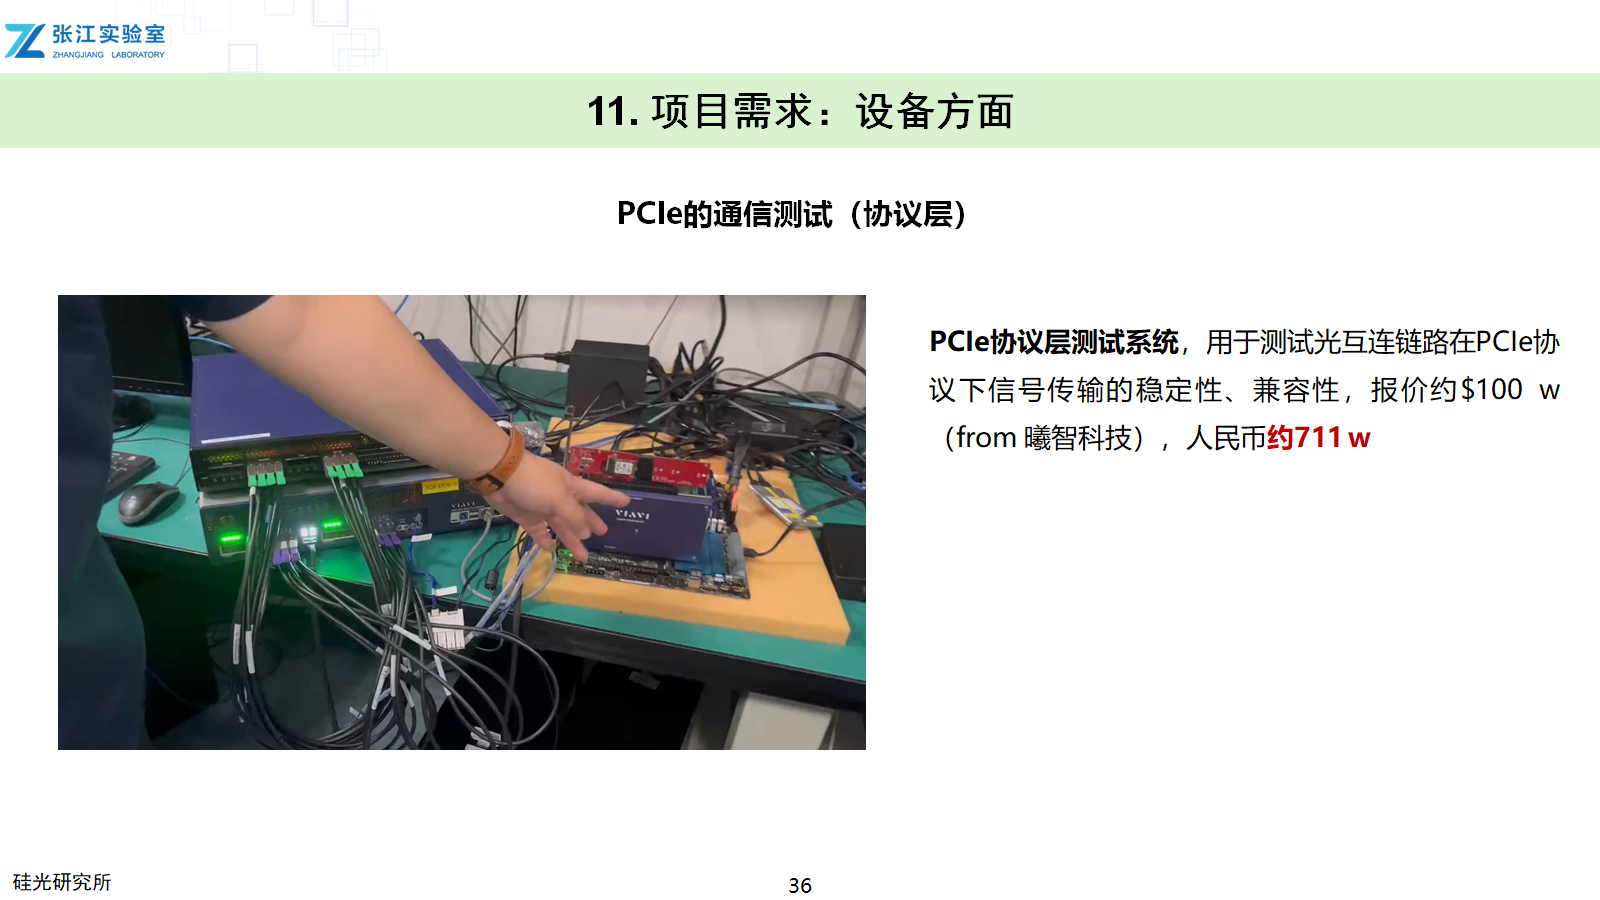 张江实验室
ZHANGJIANG LABORATORY
11. 项目需求：设备方面
PCIe的通信测试（协议层）
PCIe协议层测试系统，用于测试光互连链路在PCIe协
议下信号传输的稳定性、兼容性，报价约$100 w
（from 曦智科技），人民币约711 w
VIAVI
VIAVI
硅光研究所
36